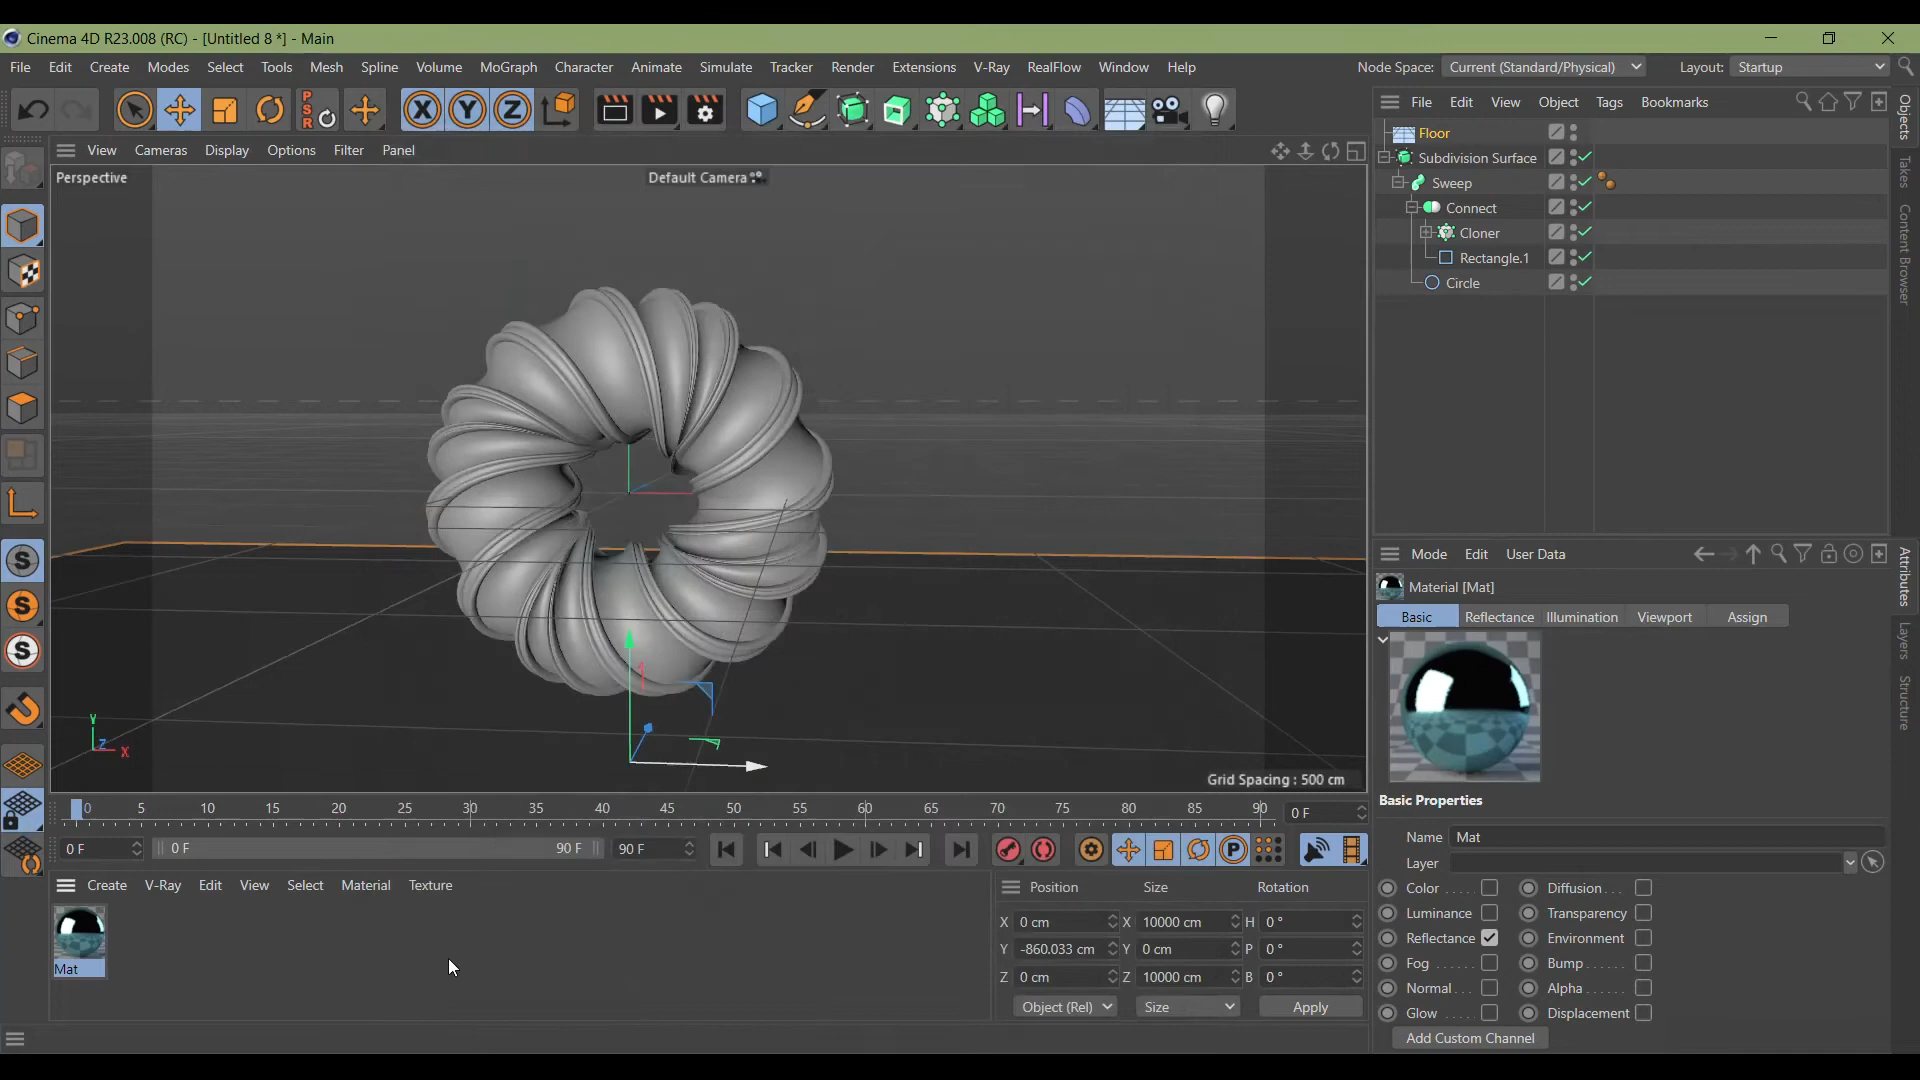 Cinema 4D R23.008 (RC) - [Untitled 8 *] - Main
File Edit Create Modes Select Tools Mesh Spline Volume MoGraph Character Animate Simulate Tracker Render Extensions V-Ray RealFlow Window Help
Node Space: Current (Standard/Physical) Layout: Startup
PSR X Y Z
File Edit View Object Tags Bookmarks
View Cameras Display Options Filter Panel
Perspective
Default Camera
Floor
Subdivision Surface
Sweep
Connect
Cloner
Rectangle.1
Circle
Objects
Takes
Content Browser
S
S
S
Y
Z
X
Grid Spacing : 500 cm
Mode Edit User Data
Material [Mat]
Basic Reflectance Illumination Viewport Assign
Attributes
Layers
Structure
0 5 10 15 20 25 30 35 40 45 50 55 60 65 70 75 80 85 90 0 F
0 F 0 F 90 F 90 F
P
Basic Properties
Name Mat
Layer
Color . . . . . Diffusion . . .
Luminance Transparency
Reflectance Environment
Fog . . . . . . Bump . . . . . .
Normal . . . Alpha . . . . . .
Glow . . . . . Displacement
Add Custom Channel
Create V-Ray Edit View Select Material Texture
Mat
Position Size Rotation
X 0 cm X 10000 cm H 0 °
Y -860.033 cm Y 0 cm P 0 °
Z 0 cm Z 10000 cm B 0 °
Object (Rel) Size Apply